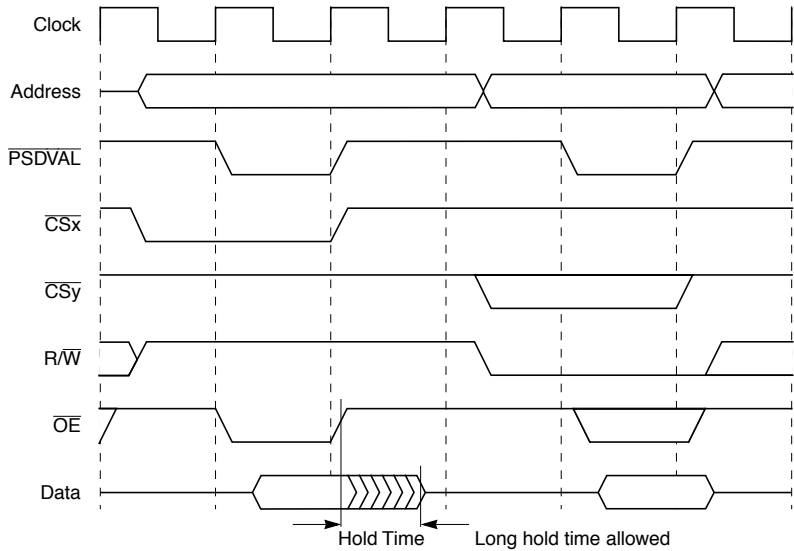 Clock
Address
PSDVAL
CSx
CSy
R/W
OE
Data
Hold Time
Long hold time allowed